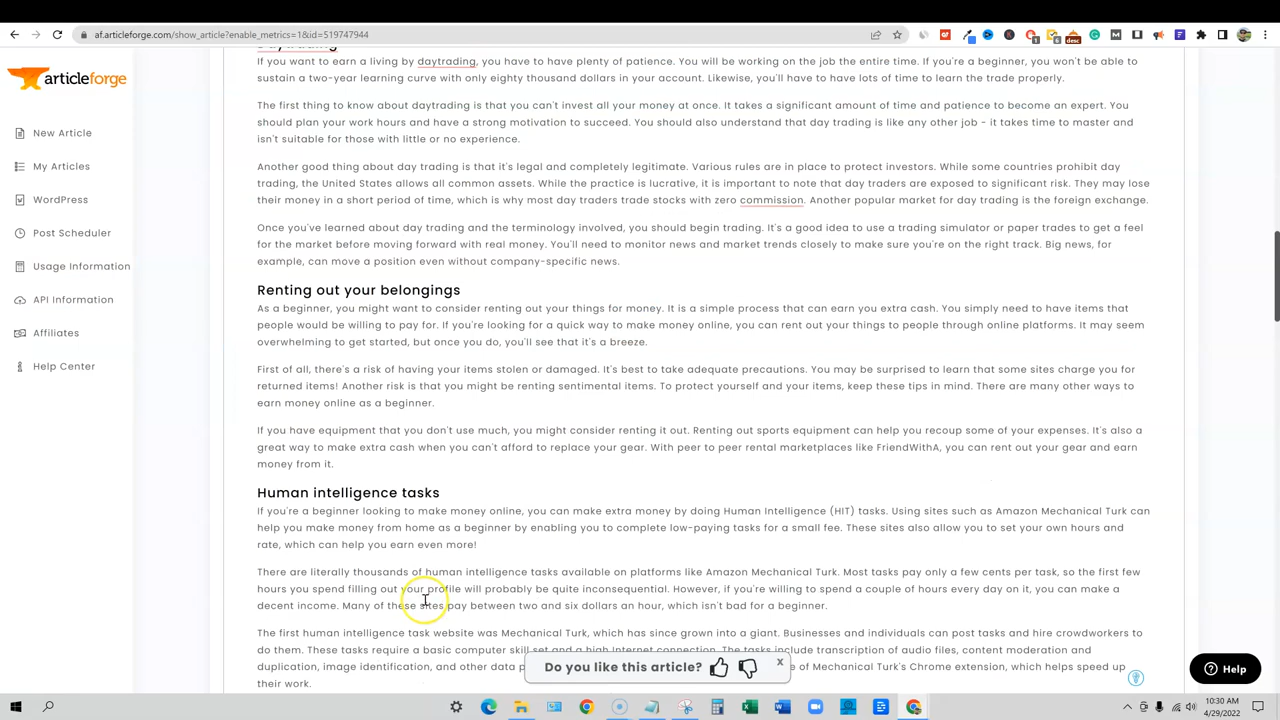 af.articleforge.com/show_article?enable_metrics=1&id=519747944
desc
articleforge
New Article
My Articles
WordPress
Post Scheduler
Usage Information
API Information
Affiliates
Help Center
Daytrading
If you want to earn a living by daytrading, you have to have plenty of patience. You will be working on the job the entire time. If you're a beginner, you won't be able to
sustain a two-year learning curve with only eighty thousand dollars in your account. Likewise, you'll have to have lots of time to learn the trade properly.
The first thing to know about daytrading is that you can't invest all your money at once. It takes a significant amount of time and patience to become an expert. You
should plan your work hours and have a strong motivation to succeed. You should also understand that day trading is like any other job - it takes time to master and
isn't suitable for those with little or no experience.
Another good thing about day trading is that it's legal and completely legitimate. Various rules are in place to protect investors. While some countries prohibit day
trading, the United States allows all common assets. While the practice is lucrative, it is important to note that day traders are exposed to significant risk. They may lose
their money in a short period of time, which is why most day traders trade stocks with zero commission. Another popular market for day trading is the foreign exchange.
Once you've learned about day trading and the terminology involved, you should begin trading. It's a good idea to use a trading simulator or paper trades to get a feel
for the market before moving forward with real money. You'll need to monitor news and market trends closely to make sure you're on the right track. Big news, for
example, can move a position even without company-specific news.
Renting out your belongings
As a beginner, you might want to consider renting out your things for money. It is a simple process that can earn you extra cash. You simply need to have items that
people would be willing to pay for. If you're looking for a quick way to make money online, you can rent out your things to people through online platforms. It may seem
overwhelming to get started, but once you do, you'll see that it's a breeze.
First of all, there's a risk of having your items stolen or damaged. It's best to take adequate precautions. You may be surprised to learn that some sites charge you for
returned items! Another risk is that you might be renting sentimental items. To protect yourself and your items, keep these tips in mind. There are many other ways to
earn money online as a beginner.
If you have equipment that you don't use much, you might consider renting it out. Renting out sports equipment can help you recoup some of your expenses. It's also a
great way to make extra cash when you can't afford to replace your gear. With peer to peer rental marketplaces like FriendWithA, you can rent out your gear and earn
money from it.
Human intelligence tasks
If you're a beginner looking to make money online, you can make extra money by doing Human Intelligence (HIT) tasks. Using sites such as Amazon Mechanical Turk can
help you make money from home as a beginner by enabling you to complete low-paying tasks for a small fee. These sites also allow you to set your own hours and
rate, which can help you earn even more!
There are literally thousands of human intelligence tasks available on platforms like Amazon Mechanical Turk. Most tasks pay only a few cents per task, so the first few
hours you spend filling out your profile will probably be quite inconsequential. However, if you're willing to spend a couple of hours every day on it, you can make a
decent income. Many of these sites pay between two and six dollars an hour, which isn't bad for a beginner.
The first human intelligence task website was Mechanical Turk, which has since grown into a giant. Businesses and individuals can post tasks and hire crowdworkers to
do them. These tasks require a basic computer skill set and a high Internet connection. The tasks include transcription of audio files, content moderation and
duplication, image identification, and other data p of Mechanical Turk's Chrome extension, which helps speed up
their work.
Do you like this article?
x
Help
10:30 AM
4/29/2022